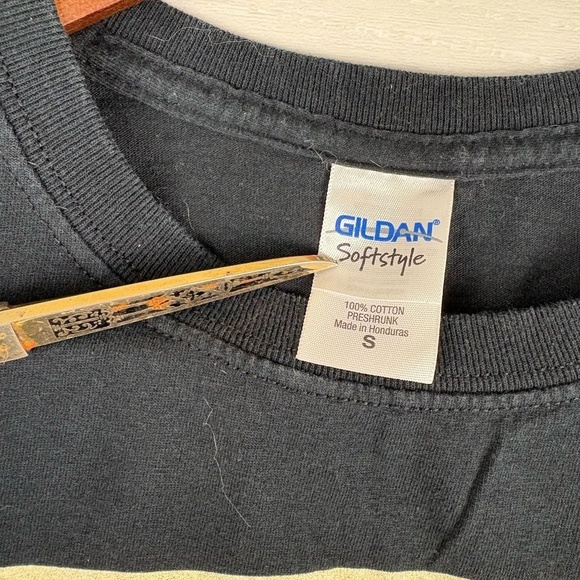 GILDAN®
Softstyle
100% COTTON
PRESHRUNK
Made in Honduras
S